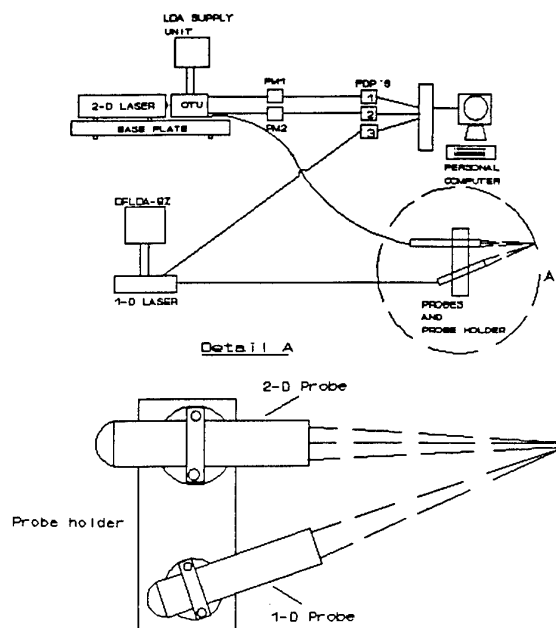 LDA SUPPLY
UNIT
2-D LASER
OTU
PM1
PDP'S
1
2
3
BASE PLATE
PM2
PERSONAL
COMPUTER
DFLDA-BZ
1-D LASER
A
PROBES
AND
PROBE HOLDER
Detail A
2-D Probe
Probe holder
1-D Probe